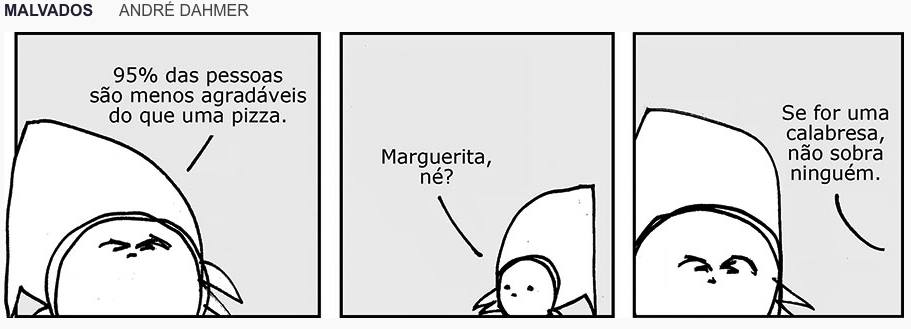 MALVADOS ANDRÉ DAHMER
95% das pessoas
são menos agradáveis
do que uma pizza.
Marguerita,
né?
Se for uma
calabresa,
não sobra
ninguém.